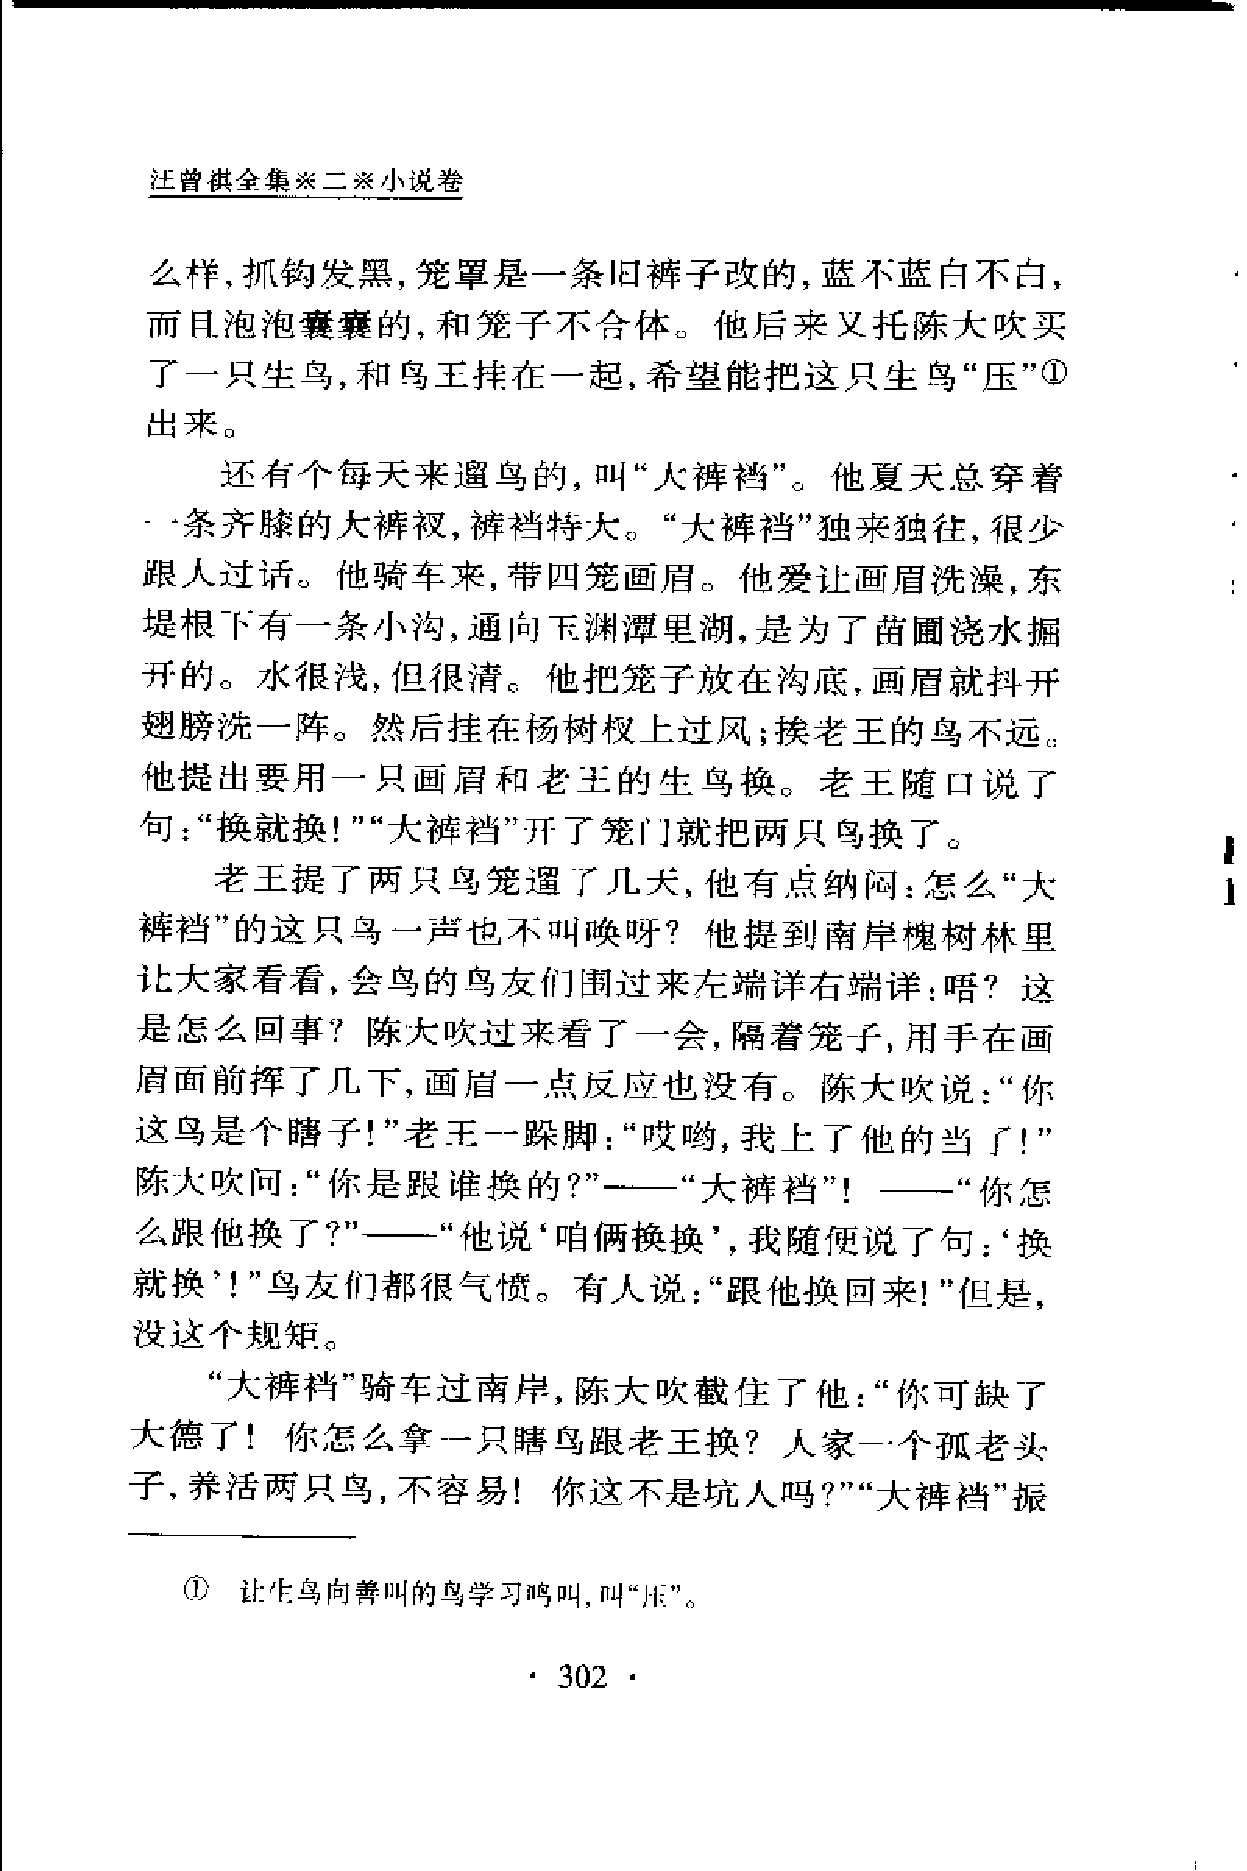 汪曾祺全集※二※小说卷
么样,抓钩发黑,笼罩是一条旧裤子改的,蓝不蓝白不白,
而且泡泡囊囊的,和笼子不合体。他后来又托陈大吹买
了一只生鸟,和鸟王挂在一起,希望能把这只生鸟“压”①
出来。
还有个每天来遛鸟的,叫“大裤裆”。他夏天总穿着
一条齐膝的大裤衩,裤裆特大。“大裤裆”独来独往,很少
跟人过话。他骑车来,带四笼画眉。他爱让画眉洗澡,东
堤根下有一条小沟,通向玉渊潭里湖,是为了苗圃浇水掘
开的。水很浅,但很清。他把笼子放在沟底,画眉就抖开
翅膀洗一阵。然后挂在杨树杈上过风;挨老王的鸟不远。
他提出要用一只画眉和老王的生鸟换。老王随口说了
句:“换就换!”“大裤裆”开了笼门就把两只鸟换了。
老王提了两只鸟笼遛了几天,他有点纳闷:怎么“大
裤裆”的这只鸟一声也不叫唤呀?他提到南岸槐树林里
让大家看看,会鸟的鸟友们围过来左端详右端详:唔?这
是怎么回事?陈大吹过来看了一会,隔着笼子,用手在画
眉面前挥了几下,画眉一点反应也没有。陈大吹说:“你
这鸟是个瞎子!”老王一跺脚:“哎哟,我上了他的当了!”
陈大吹问:“你是跟谁换的?”——“大裤裆”!——“你怎
么跟他换了?”——“他说‘咱俩换换’,我随便说了句:‘换
就换’!”鸟友们都很气愤。有人说:“跟他换回来!”但是,
没这个规矩。
“大裤裆”骑车过南岸,陈大吹截住了他:“你可缺了
大德了!你怎么拿一只瞎鸟跟老王换?人家一个孤老头
子,养活两只鸟,不容易!你这不是坑人吗?”“大裤裆”振
① 让生鸟向善叫的鸟学习鸣叫,叫“压”。
· 302 ·